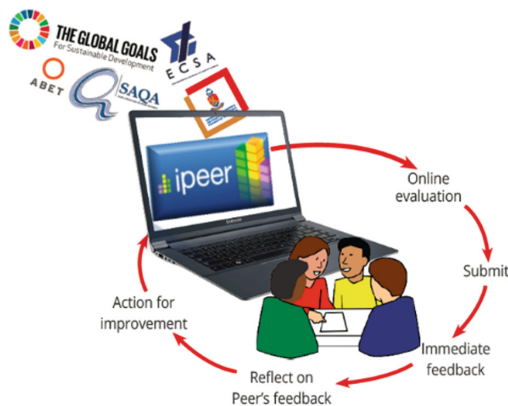 THE GLOBAL GOALS
For Sustainable Development
ECSA
ABET
SAQA
ipeer
Online
evaluation
Submit
Immediate
feedback
Reflect on
Peer's feedback
Action for
improvement